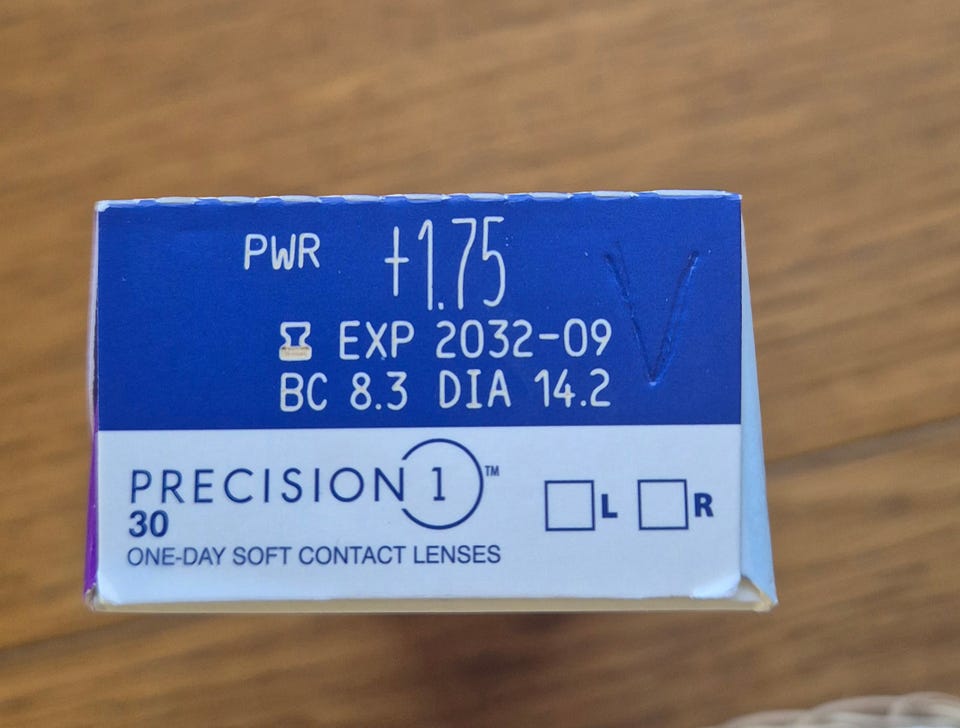 PWR +1.75
EXP 2032-09
BC 8.3 DIA 14.2
V
PRECISION 1™
30
ONE-DAY SOFT CONTACT LENSES
L R